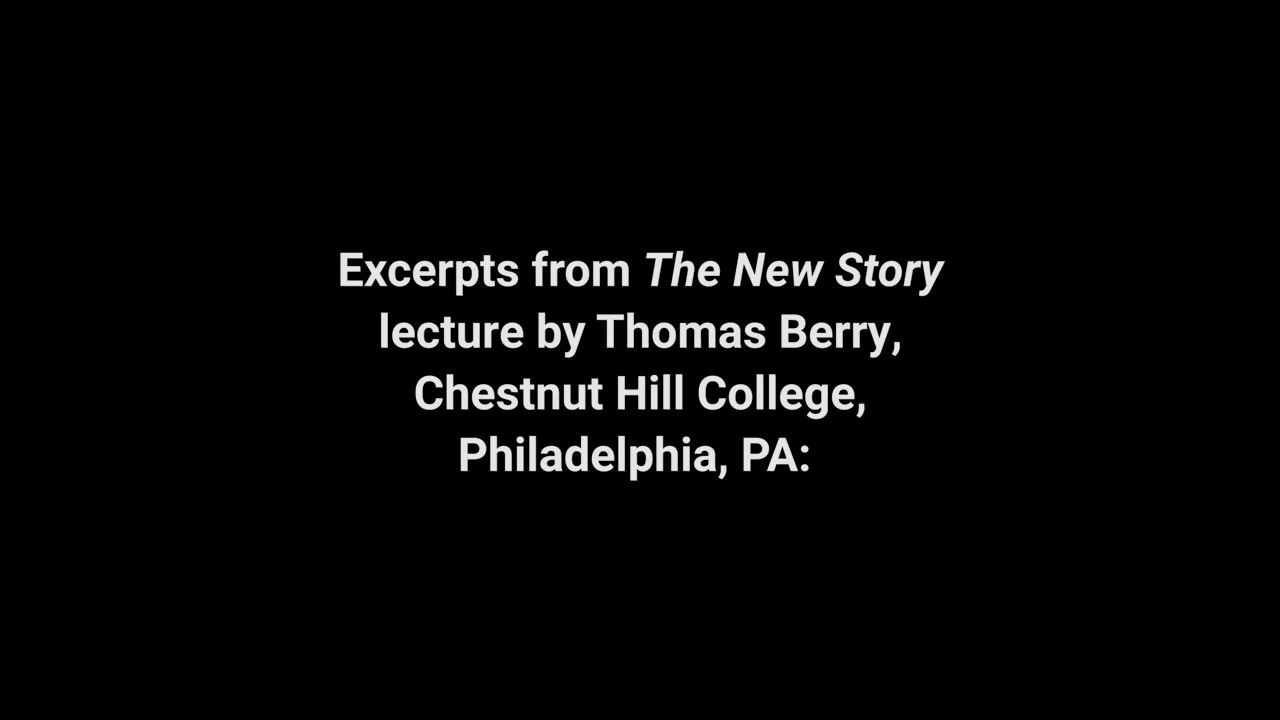 Excerpts from The New Story
lecture by Thomas Berry,
Chestnut Hill College,
Philadelphia, PA: